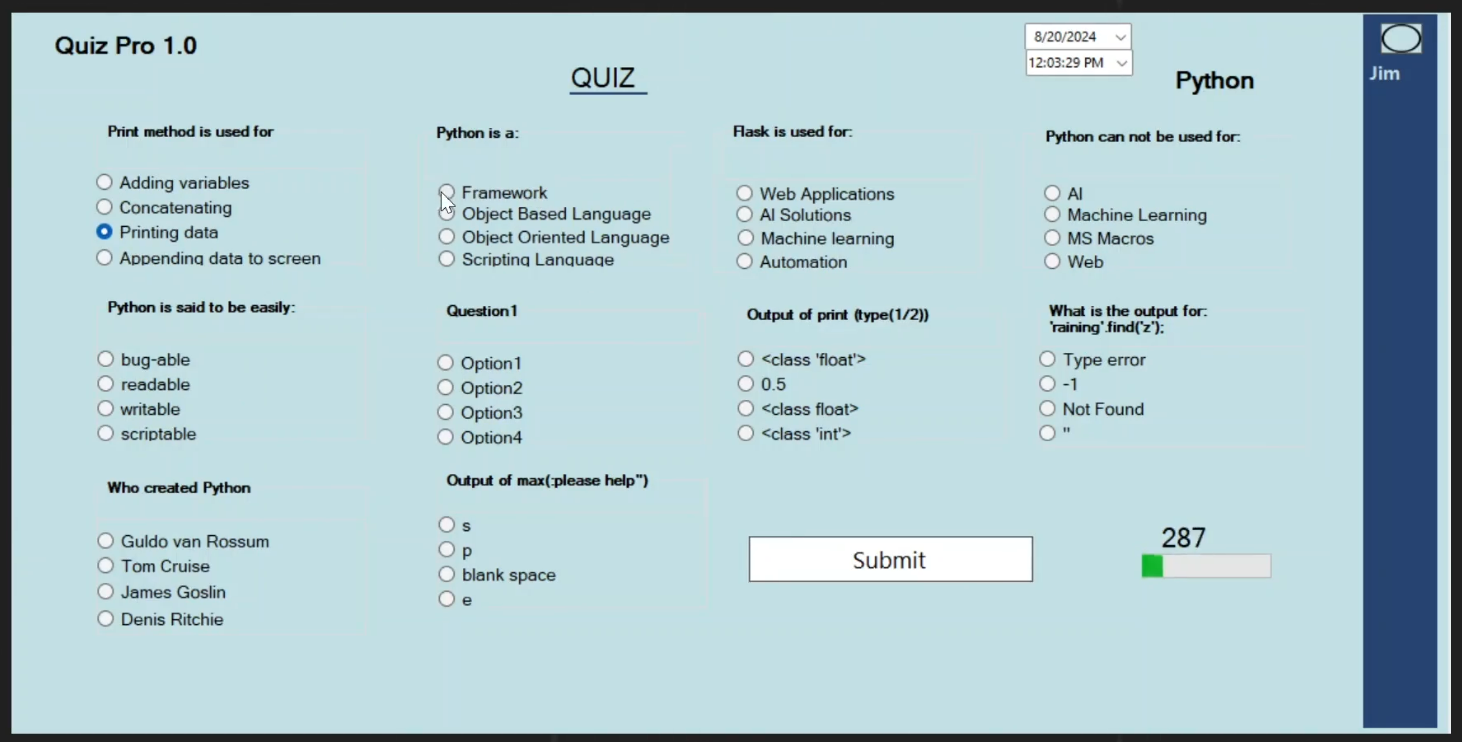 Quiz Pro 1.0
8/20/2024
12:03:29 PM
Jim
QUIZ
Python
Print method is used for
Adding variables
Concatenating
Printing data
Appending data to screen
Python is a:
Framework
Object Based Language
Object Oriented Language
Scripting Language
Flask is used for:
Web Applications
AI Solutions
Machine learning
Automation
Python can not be used for:
AI
Machine Learning
MS Macros
Web
Python is said to be easily:
bug-able
readable
writable
scriptable
Question1
Option1
Option2
Option3
Option4
Output of print (type(1/2))
<class 'float'>
0.5
<class float>
<class 'int'>
What is the output for:
'raining'.find('z');
Type error
-1
Not Found
''
Who created Python
Guldo van Rossum
Tom Cruise
James Goslin
Denis Ritchie
Output of max(:please help")
s
p
blank space
e
Submit
287